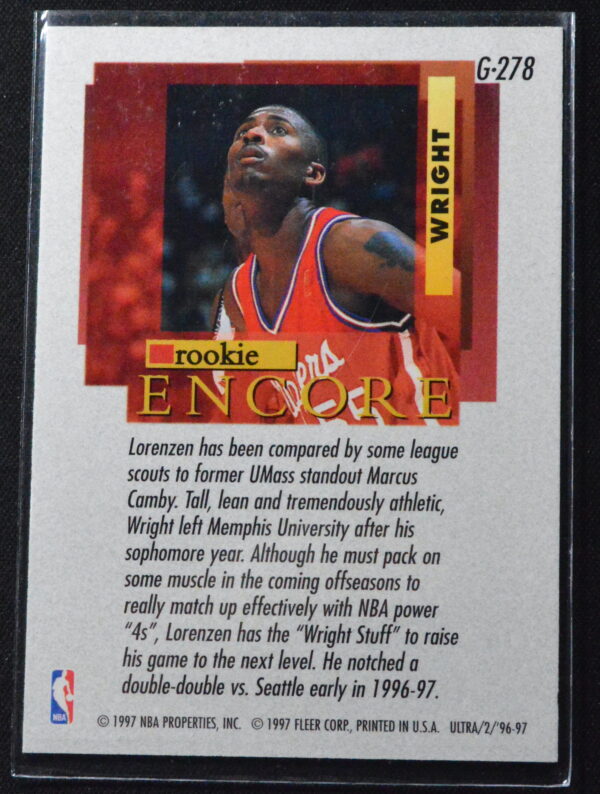 G-278
WRIGHT
rookie
ENCORE
Lorenzen has been compared by some league
scouts to former UMass standout Marcus
Camby. Tall, lean and tremendously athletic,
Wright left Memphis University after his
sophomore year. Although he must pack on
some muscle in the coming offseasons to
really match up effectively with NBA power
"4s", Lorenzen has the "Wright Stuff" to raise
his game to the next level. He notched a
double-double vs. Seattle early in 1996-97.
NBA
© 1997 NBA PROPERTIES, INC. © 1997 FLEER CORP., PRINTED IN U.S.A. ULTRA/2/'96-97